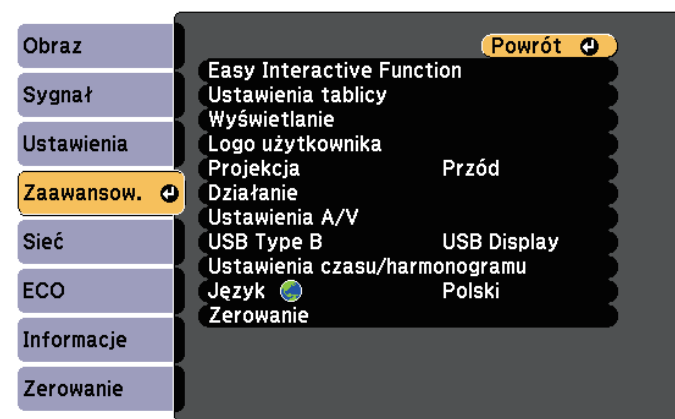 Obraz
Sygnał
Ustawienia
Zaawansow.
Sieć
ECO
Informacje
Zerowanie
Powrót
Easy Interactive Function
Ustawienia tablicy
Wyświetlanie
Logo użytkownika
Projekcja Przód
Działanie
Ustawienia A/V
USB Type B USB Display
Ustawienia czasu/harmonogramu
Język Polski
Zerowanie